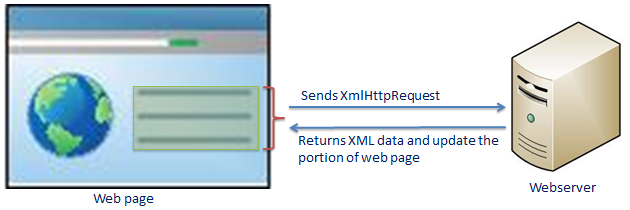 Sends XmlHttpRequest
Returns XML data and update the
portion of web page
Web page
Webserver